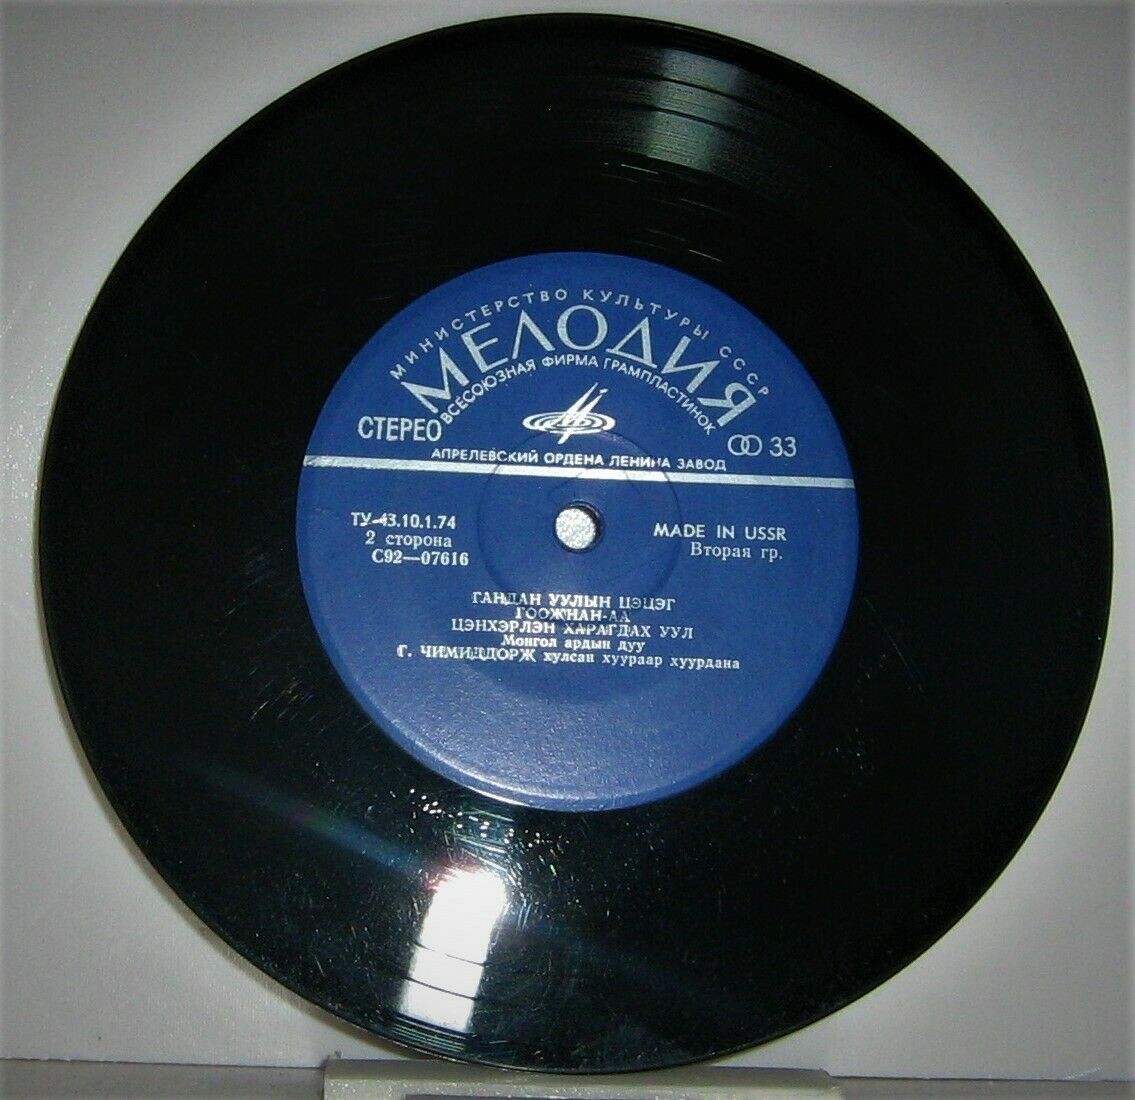 МИНИСТЕРСТВО КУЛЬТУРЫ СССР
МЕЛОДИЯ
ВСЕСОЮЗНАЯ ФИРМА ГРАМПЛАСТИНОК
СТЕРЕО
33
АПРЕЛЕВСКИЙ ОРДЕНА ЛЕНИНА ЗАВОД
ТУ-43.10.1.74
2 сторона
С92—07616
MADE IN USSR
Вторая гр.
ГАНДАН УУЛЫН ЦЭЦЭГ
ГООЖНАН-АА
ЦЭНХЭРЛЭН ХАРАГДАХ УУЛ
Монгол ардын дуу
Г. ЧИМИДДОРЖ хулсан хуураар хуурдана